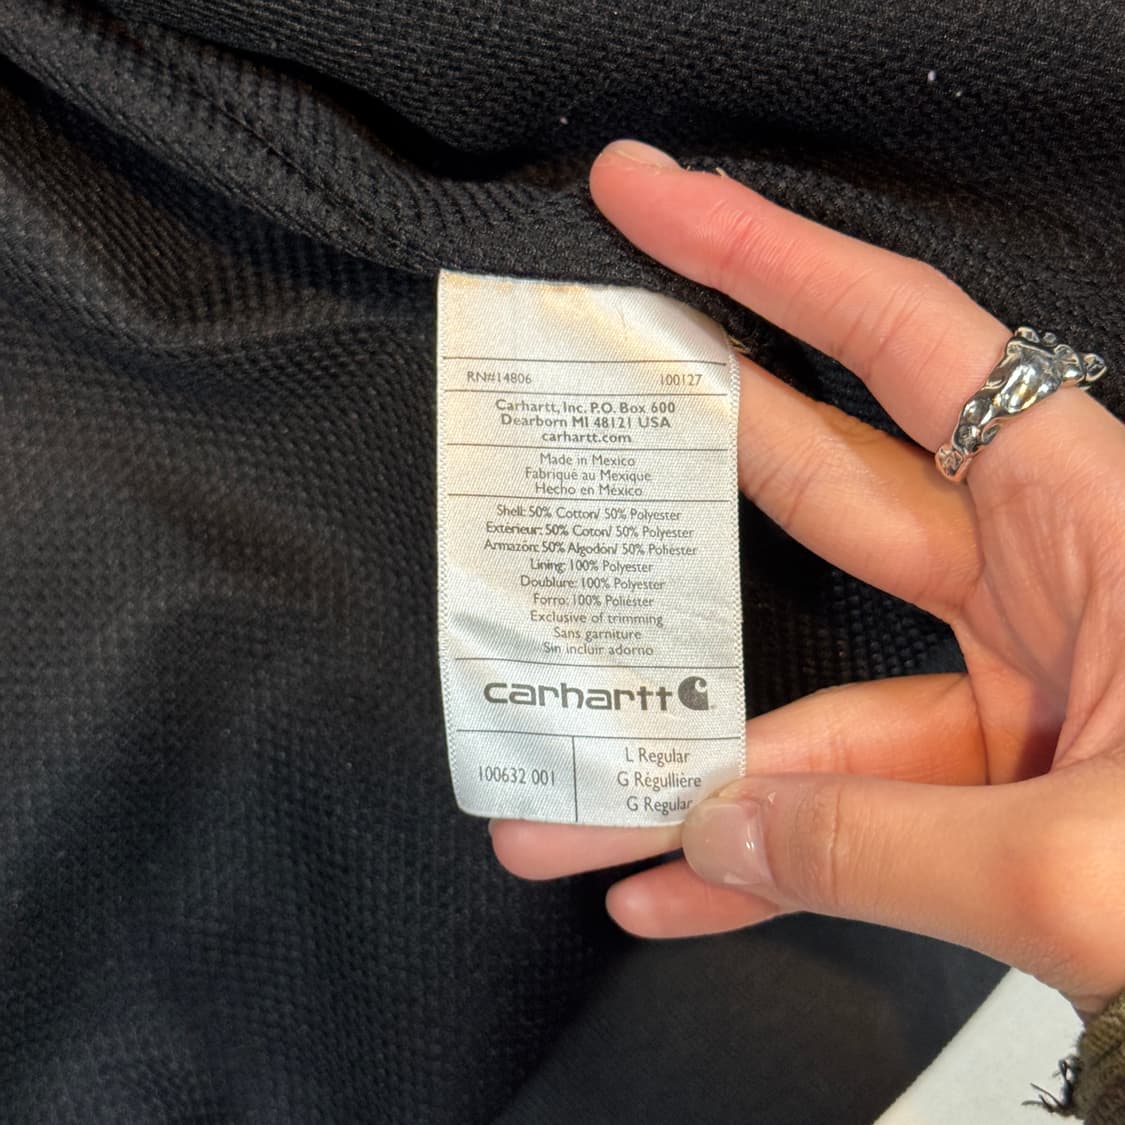 RN#14806 100127
Carhartt, Inc. P.O. Box 600
Dearborn MI 48121 USA
carhartt.com
Made in Mexico
Fabriqué au Mexique
Hecho en México
Shell: 50% Cotton/ 50% Polyester
Exterieur: 50% Coton/ 50% Polyester
Armazón: 50% Algodón/ 50% Poliéster
Lining: 100% Polyester
Doublure: 100% Polyester
Forro: 100% Poliéster
Exclusive of trimming
Sans garniture
Sin incluir adorno
carhartt
100632 001
L Regular
G Régullière
G Regular